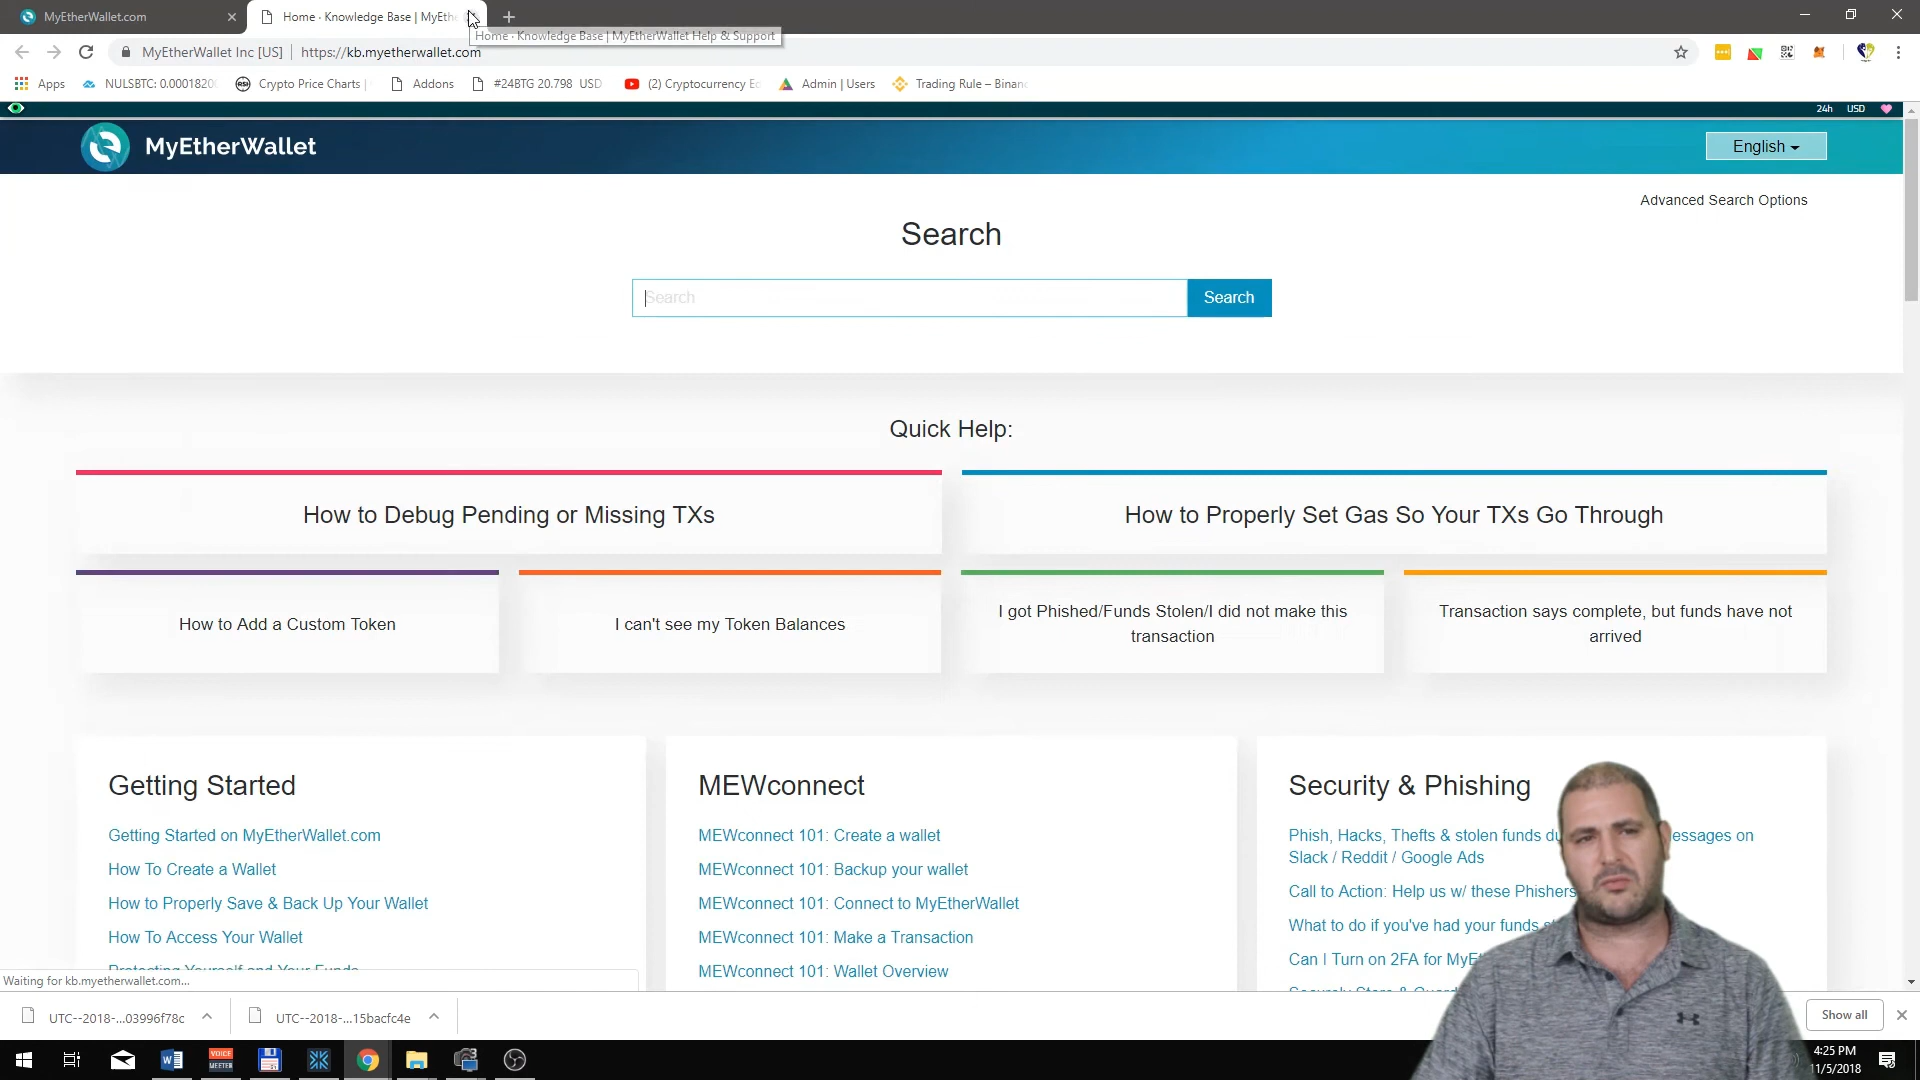 MyEtherWallet.com
Home · Knowledge Base | MyEthe
Home · Knowledge Base | MyEtherWallet Help & Support
MyEtherWallet Inc [US] | https://kb.myetherwallet.com
Apps
NULSBTC: 0.0001820
Crypto Price Charts |
Addons
#24BTG 20.798 USD
(2) Cryptocurrency Ec
Admin | Users
Trading Rule – Binan
24h USD
MyEtherWallet
English
Advanced Search Options
Search
Search
Search
Quick Help:
How to Debug Pending or Missing TXs
How to Properly Set Gas So Your TXs Go Through
How to Add a Custom Token
I can't see my Token Balances
I got Phished/Funds Stolen/I did not make this
transaction
Transaction says complete, but funds have not
arrived
Getting Started
Getting Started on MyEtherWallet.com
How To Create a Wallet
How to Properly Save & Back Up Your Wallet
How To Access Your Wallet
Protecting Yourself and Your Funds
MEWconnect
MEWconnect 101: Create a wallet
MEWconnect 101: Backup your wallet
MEWconnect 101: Connect to MyEtherWallet
MEWconnect 101: Make a Transaction
MEWconnect 101: Wallet Overview
Security & Phishing
Phish, Hacks, Thefts & stolen funds du essages on
Slack / Reddit / Google Ads
Call to Action: Help us w/ these Phishers
What to do if you've had your funds s
Can I Turn on 2FA for MyE
Waiting for kb.myetherwallet.com...
UTC--2018-...03996f78c
UTC--2018-...15bacfc4e
Show all
VOICE
MEETER
4:25 PM
11/5/2018